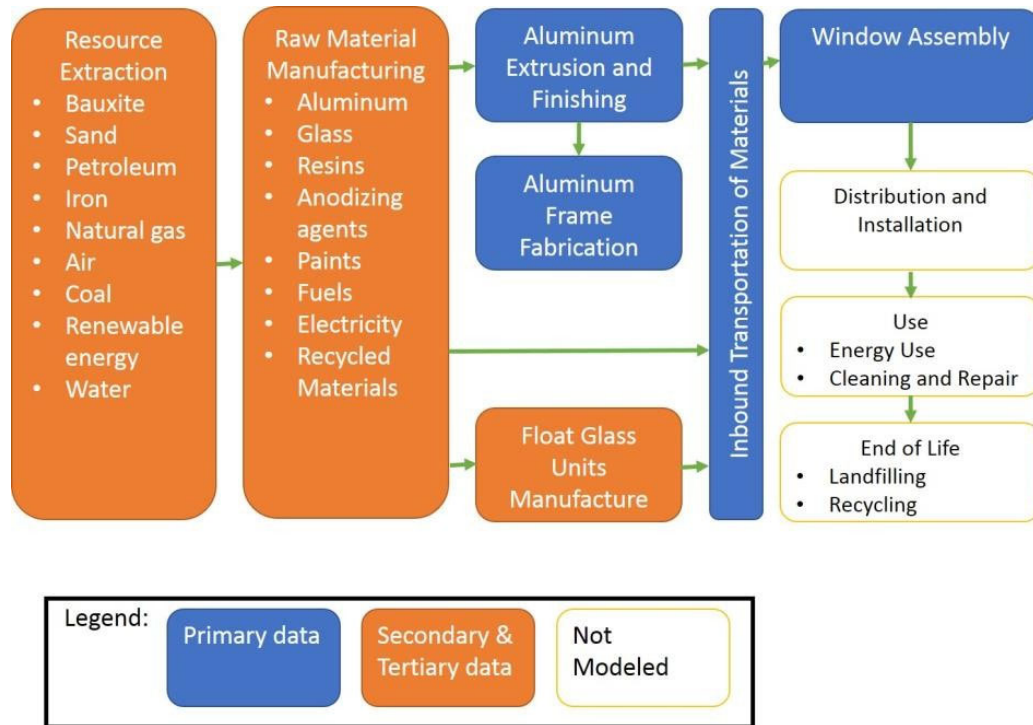 Resource
Extraction
• Bauxite
• Sand
• Petroleum
• Iron
• Natural gas
• Air
• Coal
• Renewable
energy
• Water
Raw Material
Manufacturing
• Aluminum
• Glass
• Resins
• Anodizing
agents
• Paints
• Fuels
• Electricity
• Recycled
Materials
Aluminum
Extrusion and
Finishing
Aluminum
Frame
Fabrication
Float Glass
Units
Manufacture
Inbound Transportation of Materials
Window Assembly
Distribution and
Installation
Use
• Energy Use
• Cleaning and Repair
End of Life
• Landfilling
• Recycling
Legend:
Primary data
Secondary &
Tertiary data
Not
Modeled